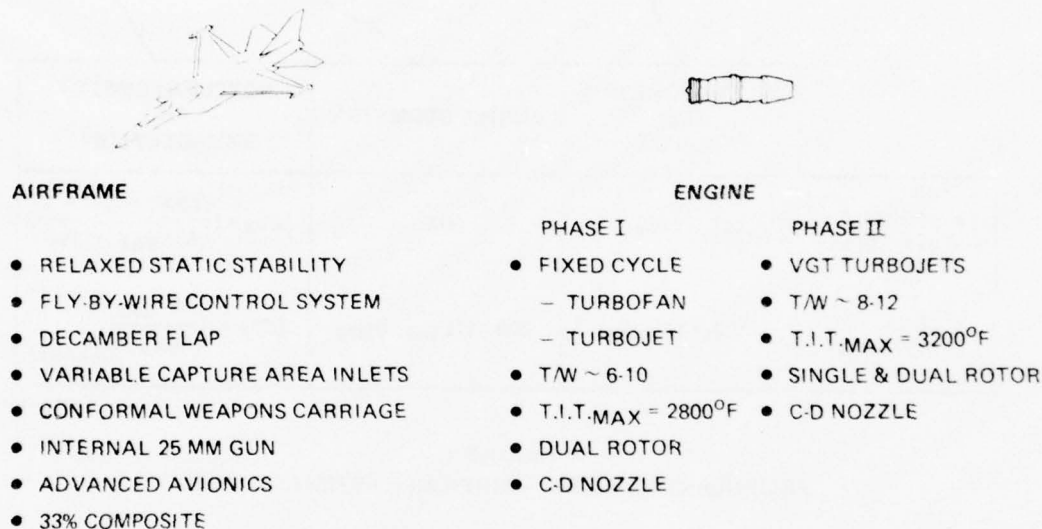 AIRFRAME
ENGINE
PHASE I
PHASE II
• RELAXED STATIC STABILITY
• FLY-BY-WIRE CONTROL SYSTEM
• DECAMBER FLAP
• VARIABLE CAPTURE AREA INLETS
• CONFORMAL WEAPONS CARRIAGE
• INTERNAL 25 MM GUN
• ADVANCED AVIONICS
• 33% COMPOSITE
• FIXED CYCLE
– TURBOFAN
– TURBOJET
• T/W ~ 6-10
• T.I.T.MAX = 2800°F
• DUAL ROTOR
• C-D NOZZLE
• VGT TURBOJETS
• T/W ~ 8-12
• T.I.T.MAX = 3200°F
• SINGLE & DUAL ROTOR
• C-D NOZZLE